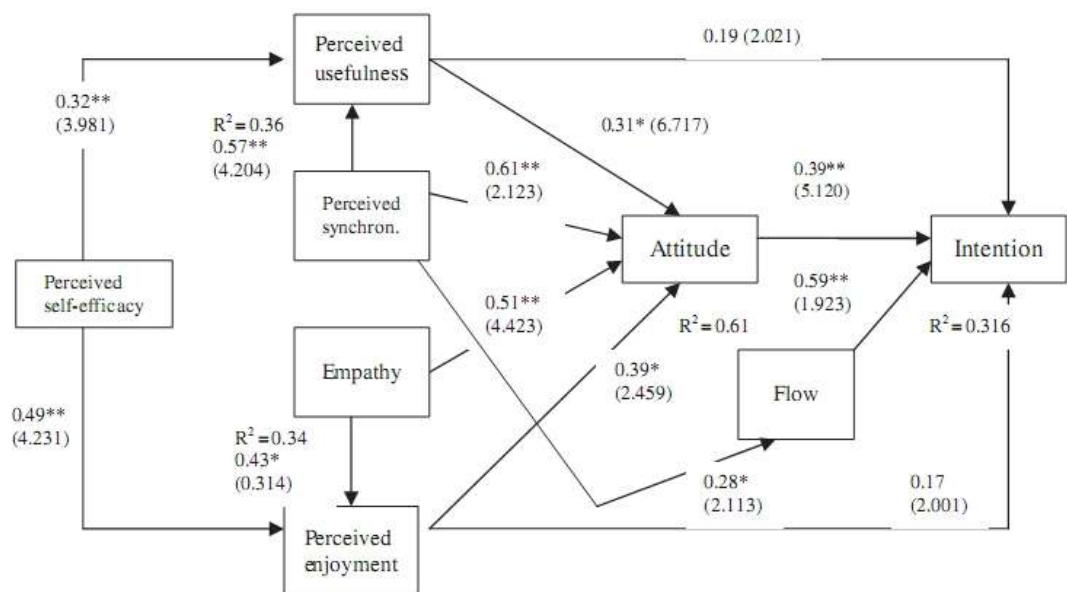 Perceived
usefulness
0.19 (2.021)
0.32**
(3.981)
R² = 0.36
0.57**
(4.204)
0.31* (6.717)
Perceived
synchron.
0.61**
(2.123)
0.39**
(5.120)
Attitude
Intention
Perceived
self-efficacy
0.51**
(4.423)
0.59**
(1.923)
R² = 0.61
R² = 0.316
Empathy
0.39*
(2.459)
Flow
0.49**
(4.231)
R² = 0.34
0.43*
(0.314)
0.28*
(2.113)
0.17
(2.001)
Perceived
enjoyment